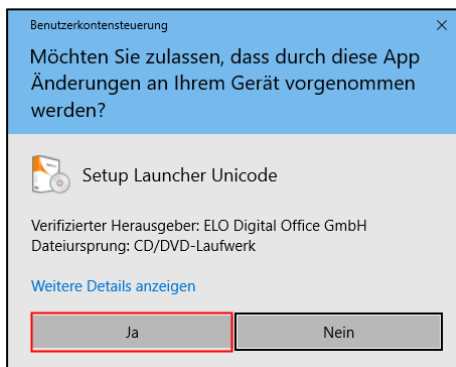 Benutzerkontensteuerung
Möchten Sie zulassen, dass durch diese App
Änderungen an Ihrem Gerät vorgenommen
werden?
Setup Launcher Unicode
Verifizierter Herausgeber: ELO Digital Office GmbH
Dateiursprung: CD/DVD-Laufwerk
Weitere Details anzeigen
Ja
Nein